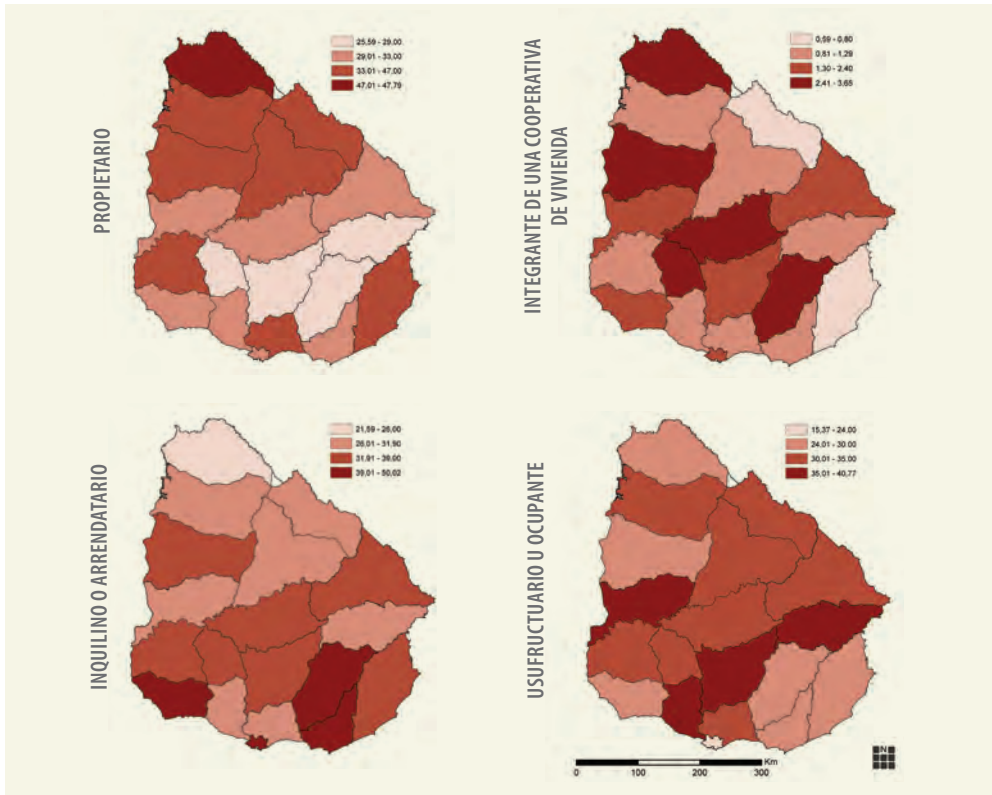 PROPIETARIO
25,59 - 29,00
29,01 - 33,00
33,01 - 47,00
47,01 - 47,79
INTEGRANTE DE UNA COOPERATIVA
DE VIVIENDA
0,59 - 0,80
0,81 - 1,29
1,30 - 2,40
2,41 - 3,65
INQUILINO O ARRENDATARIO
21,59 - 26,00
26,01 - 31,90
31,91 - 39,00
39,01 - 50,02
USUFRUCTUARIO U OCUPANTE
15,37 - 24,00
24,01 - 30,00
30,01 - 35,00
35,01 - 40,77
Km
0 100 200 300
N